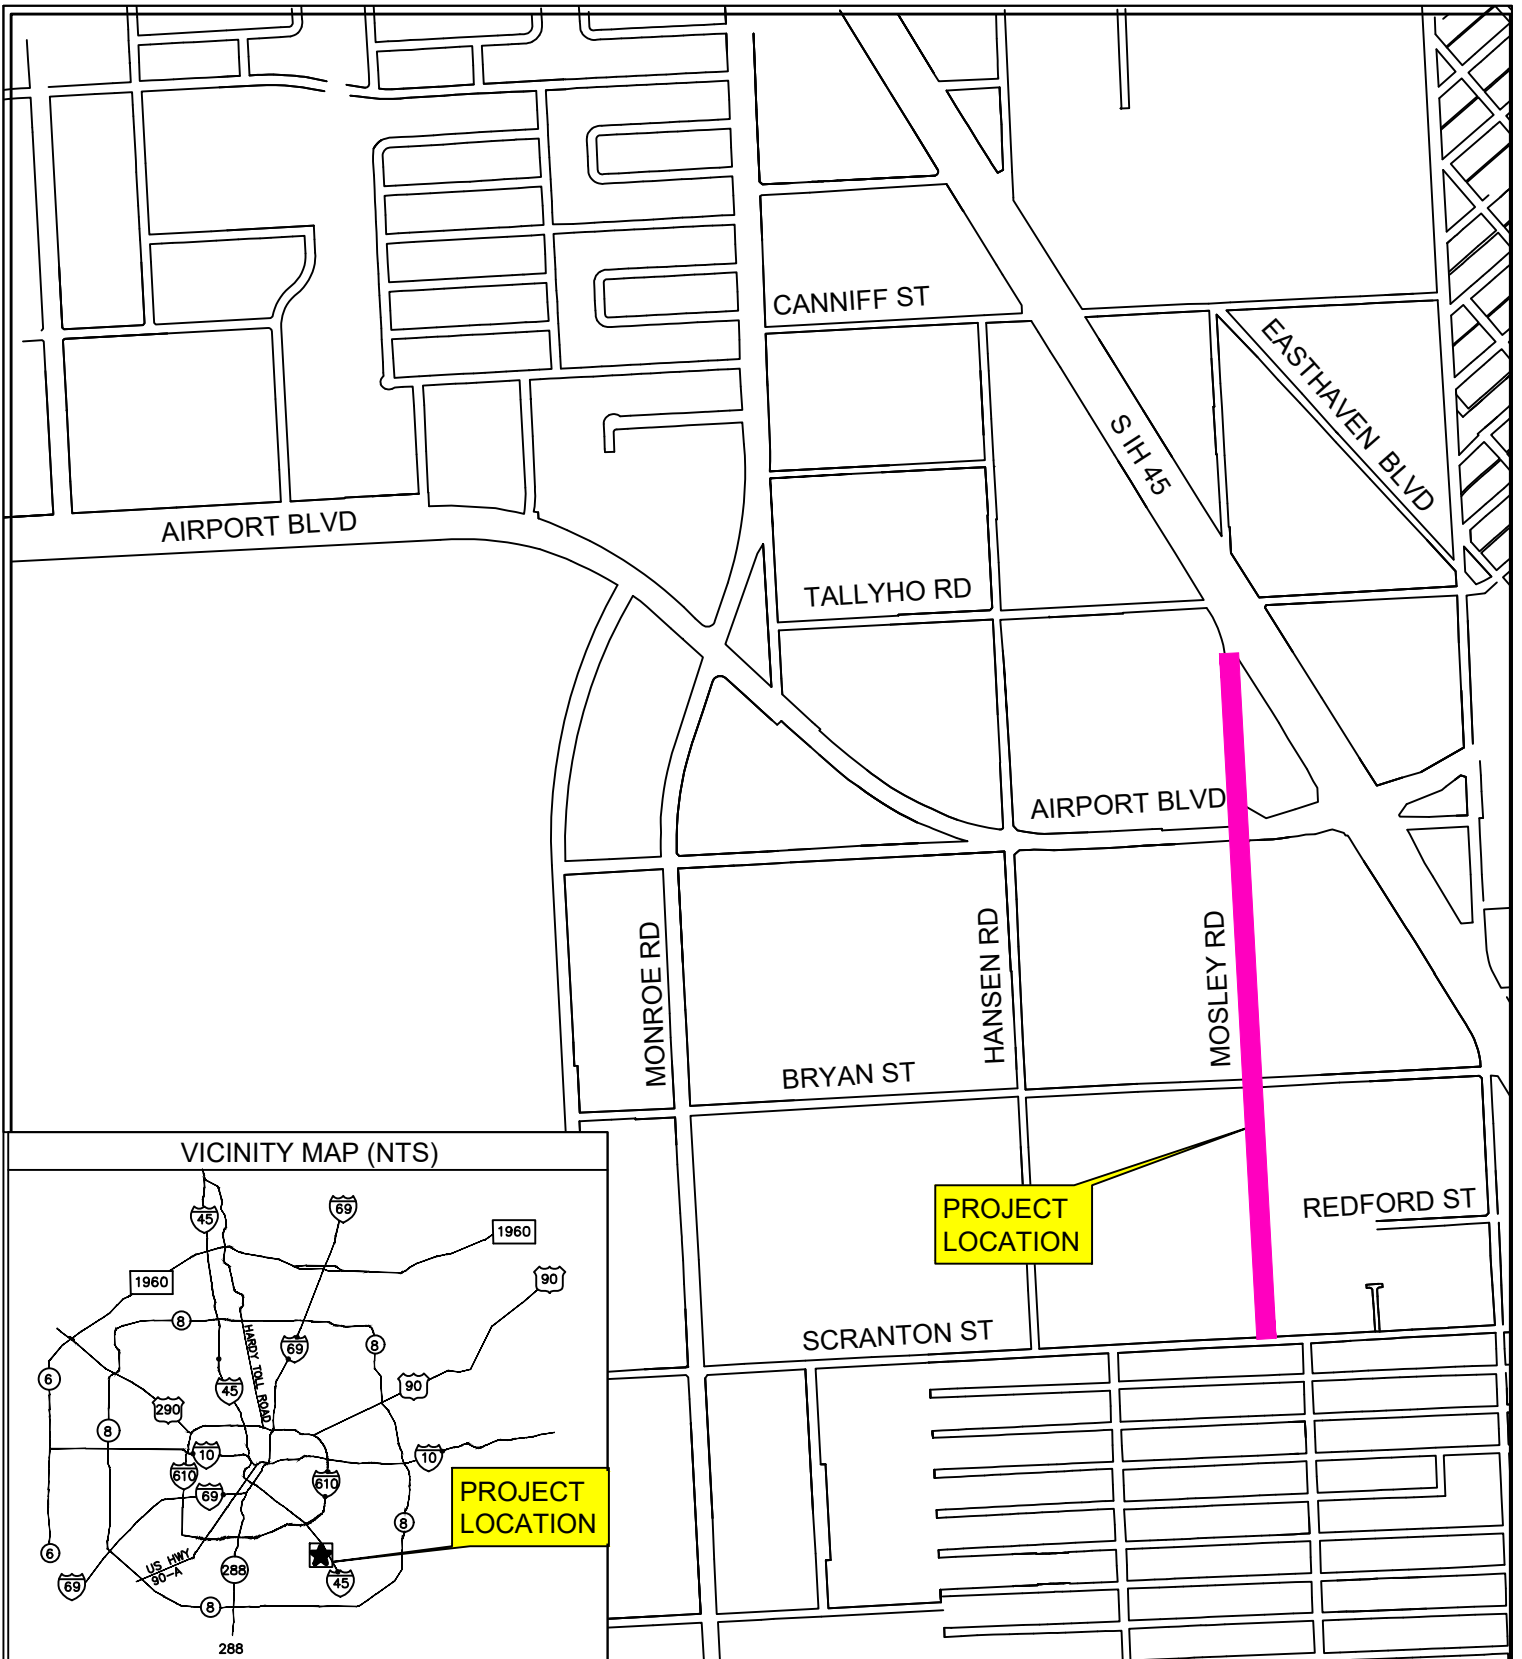 CANNIFF ST
EASTHAVEN BLVD
S IH 45
AIRPORT BLVD
TALLYHO RD
AIRPORT BLVD
MONROE RD
HANSEN RD
MOSLEY RD
BRYAN ST
PROJECT
LOCATION
REDFORD ST
SCRANTON ST
VICINITY MAP (NTS)
45
69
1960
1960
90
8
HARDY TOLL ROAD
69
8
6
45
90
290
8
10
10
610
610
69
PROJECT
LOCATION
8
6
US HWY
90-A
288
69
45
8
288